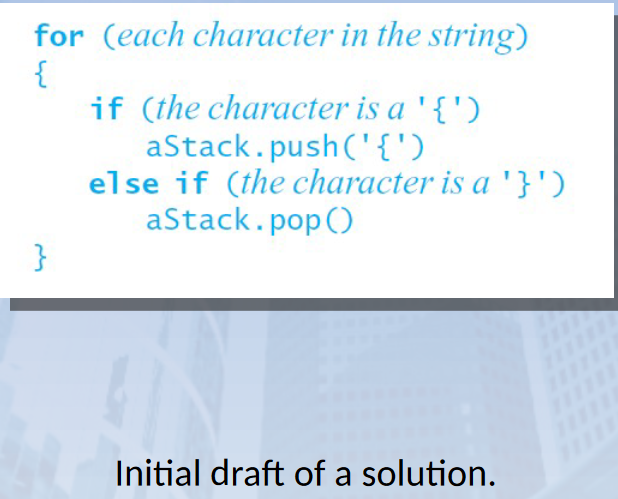 for (each character in the string)
{
if (the character is a '{')
aStack.push('{')
else if (the character is a '}')
aStack.pop()
}
Initial draft of a solution.